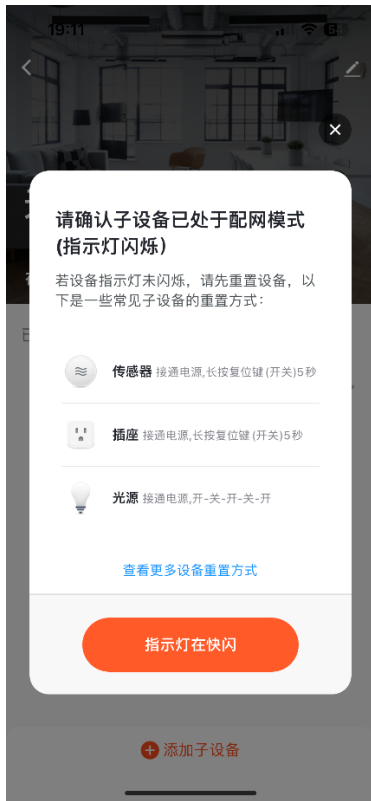 19:11
请确认子设备已处于配网模式
(指示灯闪烁）
若设备指示灯未闪烁，请先重置设备，以
下是一些常见子设备的重置方式：
传感器 接通电源,长按复位键(开关)5秒
插座 接通电源,长按复位键(开关)5秒
光源 接通电源,开-关-开-关-开
查看更多设备重置方式
指示灯在快闪
添加子设备